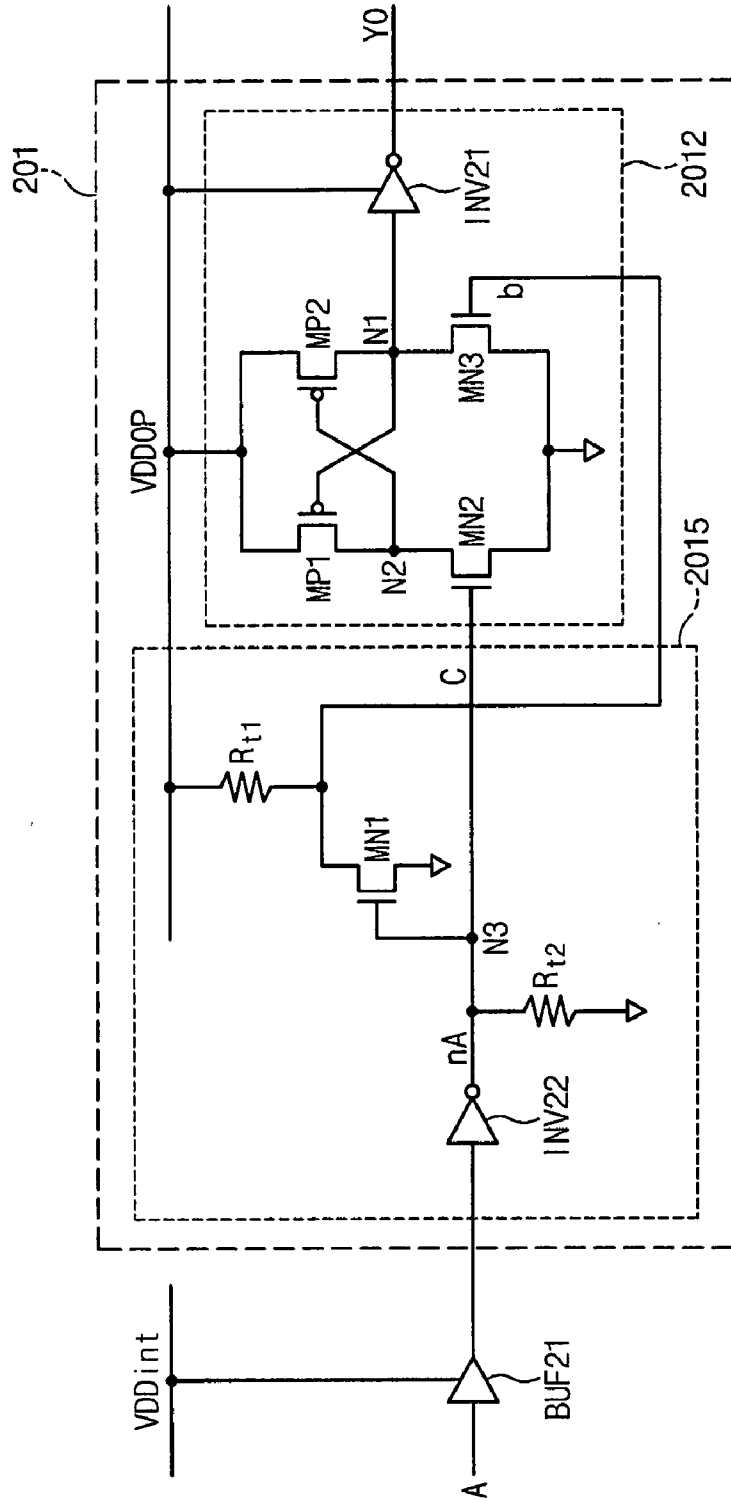 201
VDDint
VDDOP
Rt1
MP1
MP2
N2
N1
INV21
Y0
A
BUF21
INV22
nA
Rt2
N3
MN1
C
MN2
MN3
b
2012
2015